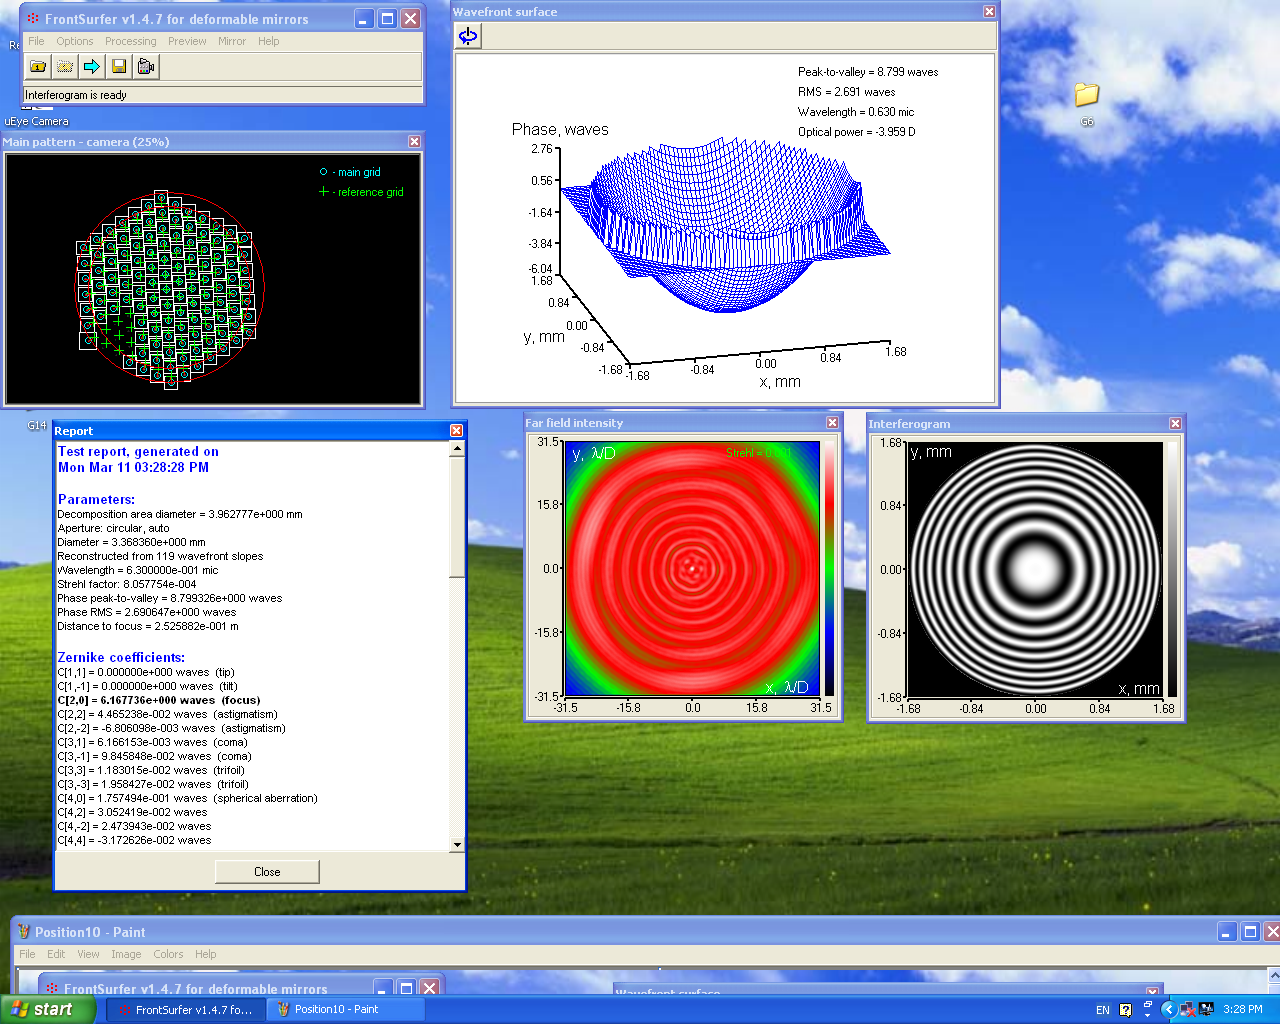 FrontSurfer v1.4.7 for deformable mirrors
File Options Processing Preview Mirror Help
Interferogram is ready
uEye Camera
Main pattern - camera (25%)
- main grid
- reference grid
Wavefront surface
Peak-to-valley = 8.799 waves
RMS = 2.691 waves
Wavelength = 0.630 mic
Optical power = -3.959 D
Phase, waves
2.76
0.56
-1.64
-3.84
-6.04
1.68
0.84
0.00
-0.84
-1.68
y, mm
-1.68
-0.84
0.00
0.84
1.68
x, mm
G6
G14
Report
Test report, generated on
Mon Mar 11 03:28:28 PM
Parameters:
Decomposition area diameter = 3.962777e+000 mm
Aperture: circular, auto
Diameter = 3.368360e+000 mm
Reconstructed from 119 wavefront slopes
Wavelength = 6.300000e-001 mic
Strehl factor: 8.057754e-004
Phase peak-to-valley = 8.799326e+000 waves
Phase RMS = 2.690647e+000 waves
Distance to focus = 2.525882e-001 m
Zernike coefficients:
C[1,1] = 0.000000e+000 waves (tip)
C[1,-1] = 0.000000e+000 waves (tilt)
C[2,0] = 6.167736e+000 waves (focus)
C[2,2] = 4.465238e-002 waves (astigmatism)
C[2,-2] = -6.806098e-003 waves (astigmatism)
C[3,1] = 6.166153e-003 waves (coma)
C[3,-1] = 9.845848e-002 waves (coma)
C[3,3] = 1.183015e-002 waves (trifoil)
C[3,-3] = 1.958427e-002 waves (trifoil)
C[4,0] = 1.757494e-001 waves (spherical aberration)
C[4,2] = 3.052419e-002 waves
C[4,-2] = 2.473943e-002 waves
C[4,4] = -3.172626e-002 waves
Close
Far field intensity
y, λ/D
Strehl = 0.001
31.5
15.8
0.0
-15.8
-31.5
x, λ/D
-31.5 -15.8 0.0 15.8 31.5
Interferogram
y, mm
1.68
0.84
0.00
-0.84
-1.68
x, mm
-1.68 -0.84 0.00 0.84 1.68
Position10 - Paint
File Edit View Image Colors Help
FrontSurfer v1.4.7 for deformable mirrors
Wavefront surface
start
FrontSurfer v1.4.7 fo...
Position10 - Paint
EN
3:28 PM